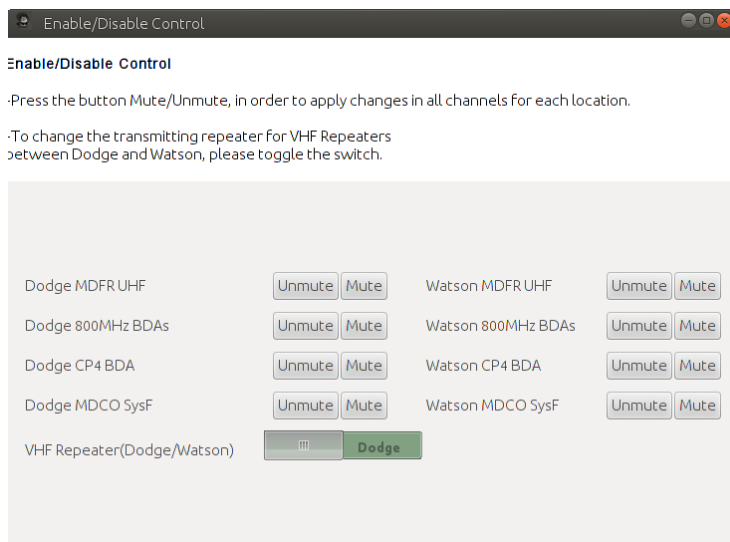 Enable/Disable Control
Enable/Disable Control
-Press the button Mute/Unmute, in order to apply changes in all channels for each location.
-To change the transmitting repeater for VHF Repeaters
between Dodge and Watson, please toggle the switch.
Dodge MDFR UHF Unmute Mute Watson MDFR UHF Unmute Mute
Dodge 800MHz BDAs Unmute Mute Watson 800MHz BDAs Unmute Mute
Dodge CP4 BDA Unmute Mute Watson CP4 BDA Unmute Mute
Dodge MDCO SysF Unmute Mute Watson MDCO SysF Unmute Mute
VHF Repeater(Dodge/Watson) Dodge